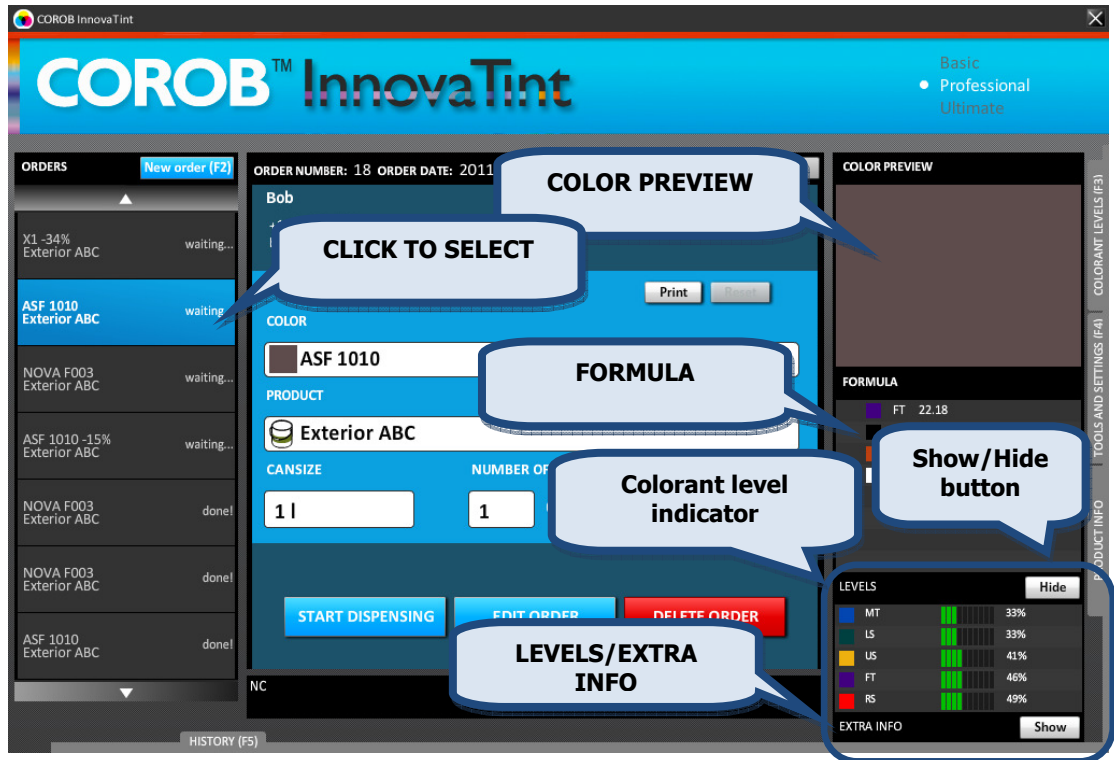 COROB InnovaTint
COROB™ InnovaTint
Basic
Professional
Ultimate
ORDERS
New order (F2)
X1 -34%
Exterior ABC
waiting...
ASF 1010
Exterior ABC
waiting
NOVA F003
Exterior ABC
waiting...
ASF 1010 -15%
Exterior ABC
waiting...
NOVA F003
Exterior ABC
done!
NOVA F003
Exterior ABC
done!
ASF 1010
Exterior ABC
done!
HISTORY (F5)
ORDER NUMBER: 18 ORDER DATE: 2011
Bob
CLICK TO SELECT
COLOR PREVIEW
Print
Reset
COLOR
ASF 1010
PRODUCT
Exterior ABC
CANSIZE
NUMBER OF
1 l
1
FORMULA
Colorant level
indicator
START DISPENSING
EDIT ORDER
DELETE ORDER
LEVELS/EXTRA
INFO
NC
COLOR PREVIEW
FORMULA
FT 22.18
Show/Hide
button
LEVELS
Hide
MT 33%
LS 33%
US 41%
FT 46%
RS 49%
EXTRA INFO
Show
COLORANT LEVELS (F3)
TOOLS AND SETTINGS (F4)
PRODUCT INFO